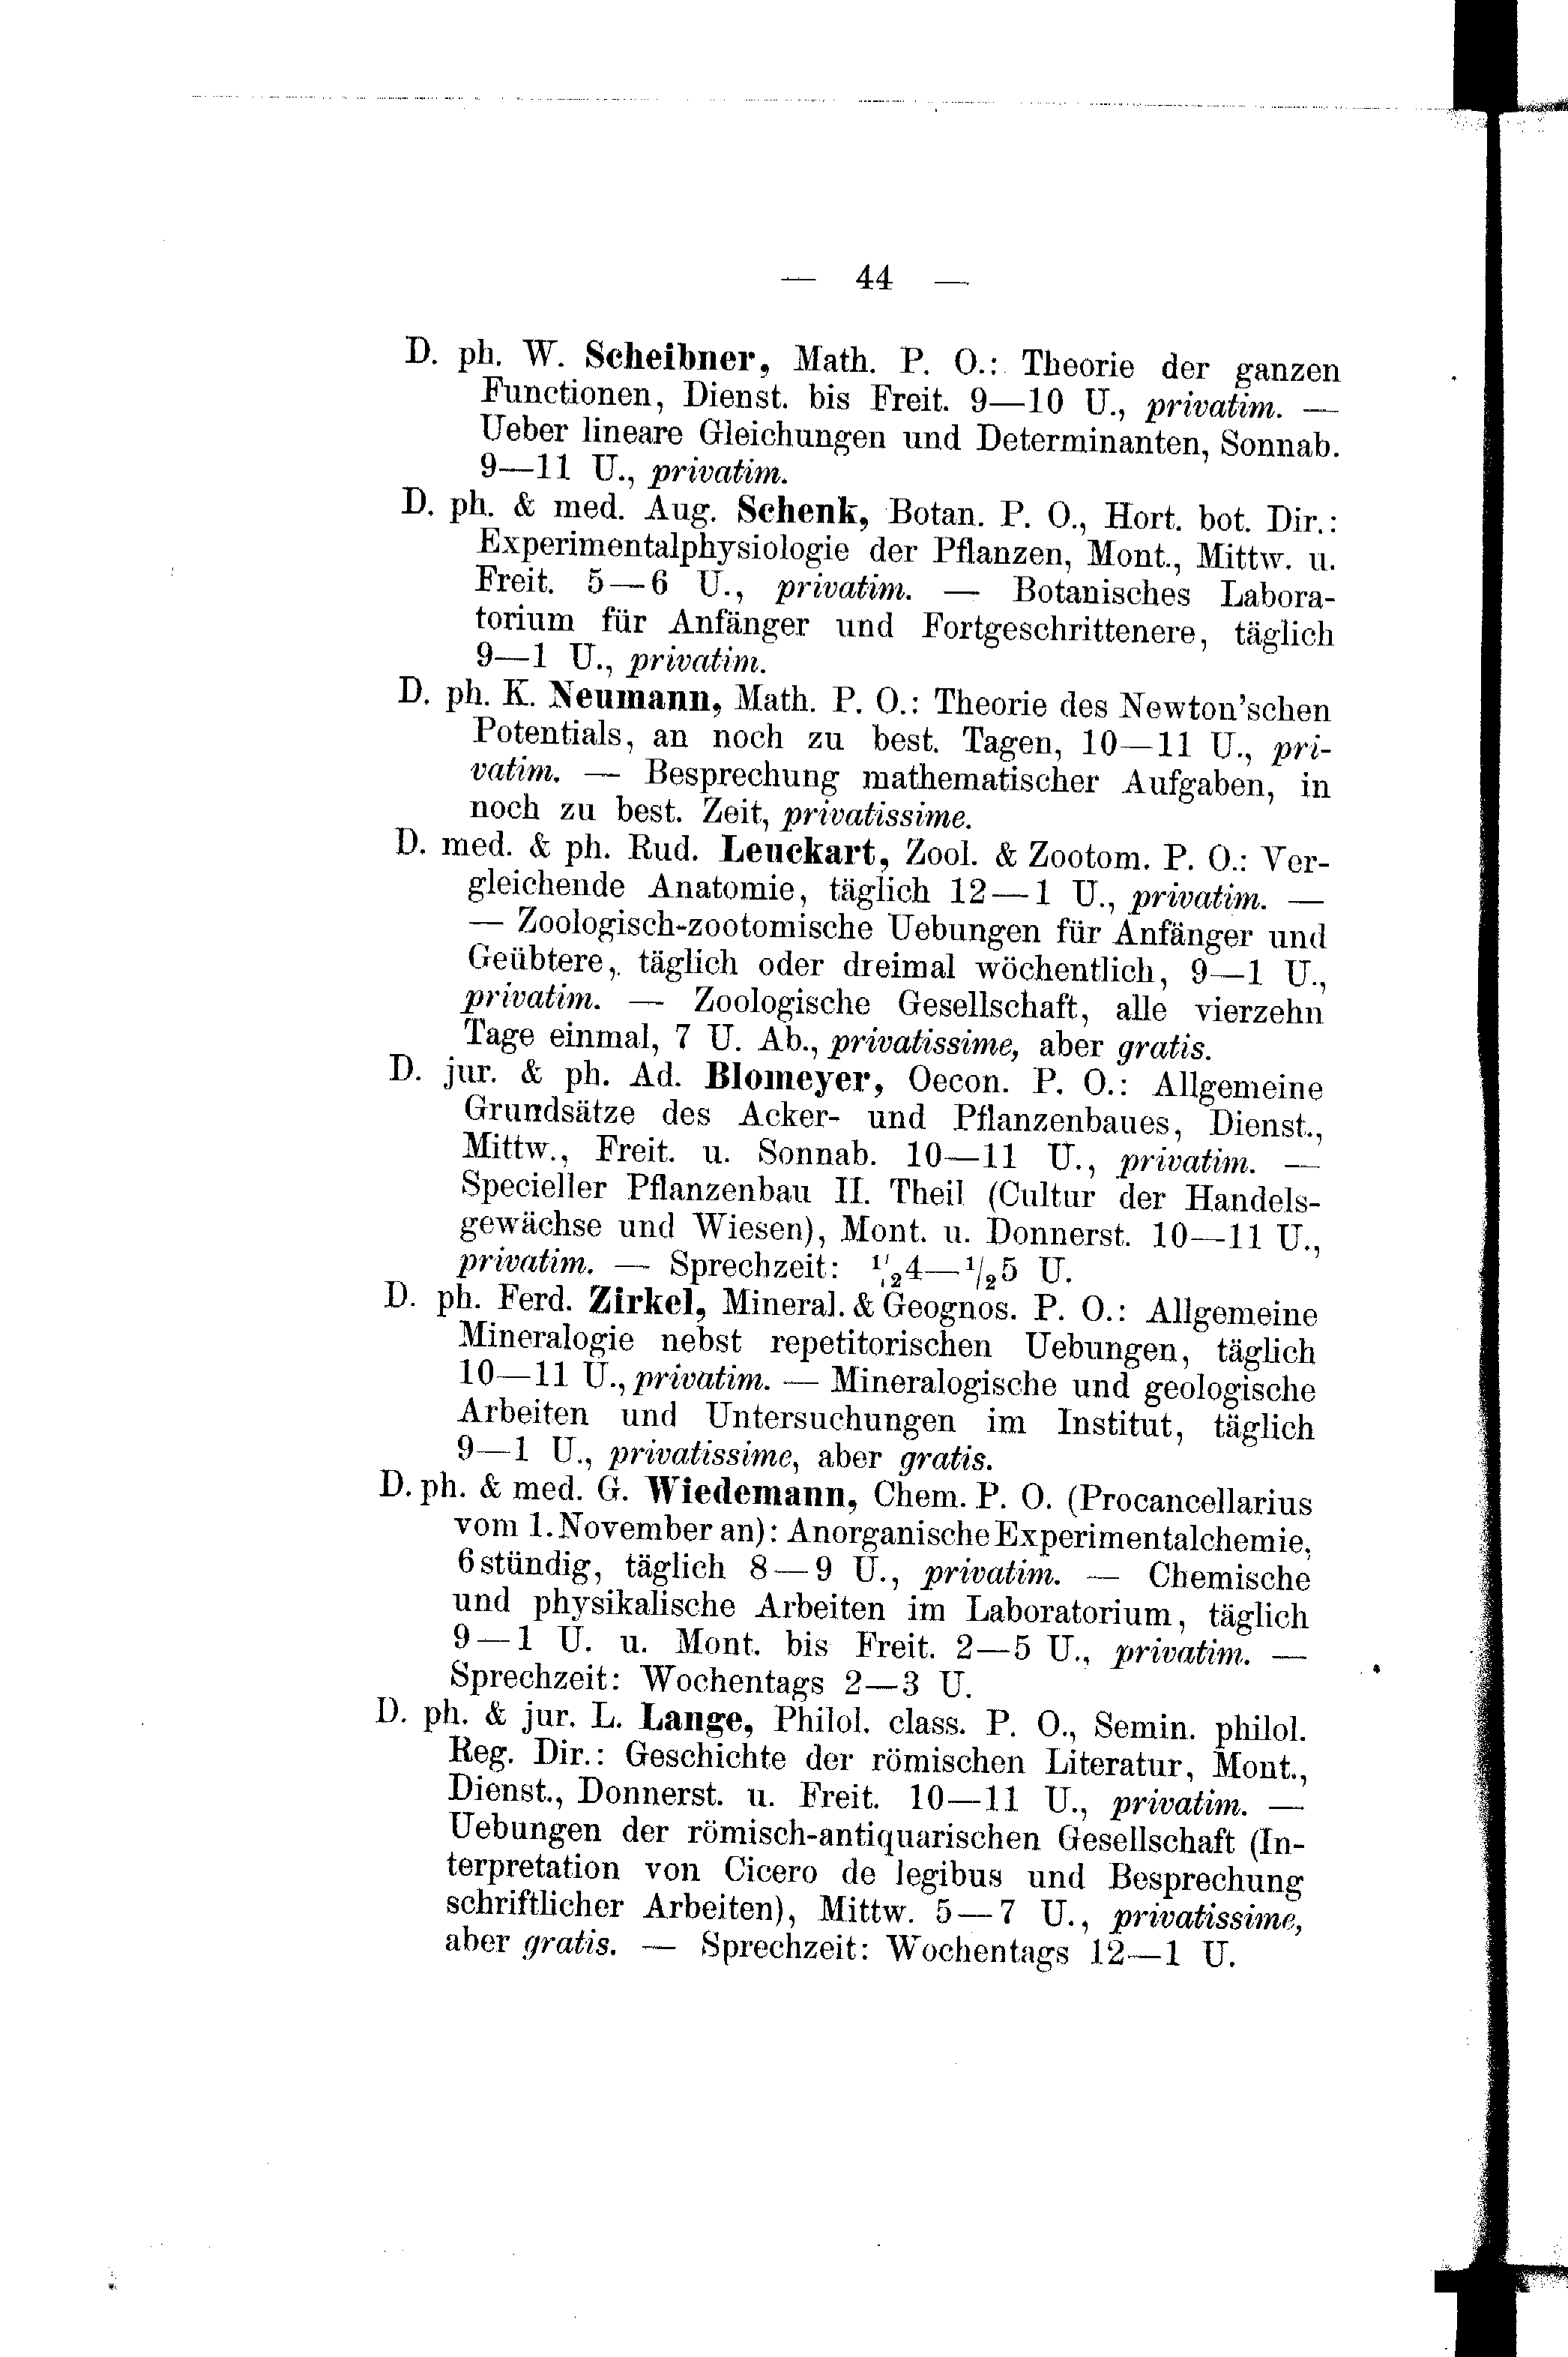 — 44 —
D. ph. W. Scheibner, Math. P. O.: Theorie der ganzen
Functionen, Dienst. bis Freit. 9—10 U., privatim. —
Ueber lineare Gleichungen und Determinanten, Sonnab.
9—11 U., privatim.
D. ph. & med. Aug. Schenk, Botan. P. O., Hort. bot. Dir.:
Experimentalphysiologie der Pflanzen, Mont., Mittw. u.
Freit. 5—6 U., privatim. — Botanisches Labora-
torium für Anfänger und Fortgeschrittenere, täglich
9—1 U., privatim.
D. ph. K. Neumann, Math. P. O.: Theorie des Newton'schen
Potentials, an noch zu best. Tagen, 10—11 U., pri-
vatim. — Besprechung mathematischer Aufgaben, in
noch zu best. Zeit, privatissime.
D. med. & ph. Rud. Leuckart, Zool. & Zootom. P. O.: Ver-
gleichende Anatomie, täglich 12—1 U., privatim. —
— Zoologisch-zootomische Uebungen für Anfänger und
Geübtere, täglich oder dreimal wöchentlich, 9—1 U.,
privatim. — Zoologische Gesellschaft, alle vierzehn
Tage einmal, 7 U. Ab., privatissime, aber gratis.
D. jur. & ph. Ad. Blomeyer, Oecon. P. O.: Allgemeine
Grundsätze des Acker- und Pflanzenbaues, Dienst.,
Mittw., Freit. u. Sonnab. 10—11 U., privatim. —
Specieller Pflanzenbau II. Theil (Cultur der Handels-
gewächse und Wiesen), Mont. u. Donnerst. 10—11 U.,
privatim. — Sprechzeit: 1/24—1/25 U.
D. ph. Ferd. Zirkel, Mineral. & Geognos. P. O.: Allgemeine
Mineralogie nebst repetitorischen Uebungen, täglich
10—11 U., privatim. — Mineralogische und geologische
Arbeiten und Untersuchungen im Institut, täglich
9—1 U., privatissime, aber gratis.
D. ph. & med. G. Wiedemann, Chem. P. O. (Procancellarius
vom 1. November an): Anorganische Experimentalchemie,
6stündig, täglich 8—9 U., privatim. — Chemische
und physikalische Arbeiten im Laboratorium, täglich
9—1 U. u. Mont. bis Freit. 2—5 U., privatim. —
Sprechzeit: Wochentags 2—3 U.
D. ph. & jur. L. Lange, Philol. class. P. O., Semin. philol.
Reg. Dir.: Geschichte der römischen Literatur, Mont.,
Dienst., Donnerst. u. Freit. 10—11 U., privatim. —
Uebungen der römisch-antiquarischen Gesellschaft (In-
terpretation von Cicero de legibus und Besprechung
schriftlicher Arbeiten), Mittw. 5—7 U., privatissime,
aber gratis. — Sprechzeit: Wochentags 12—1 U.